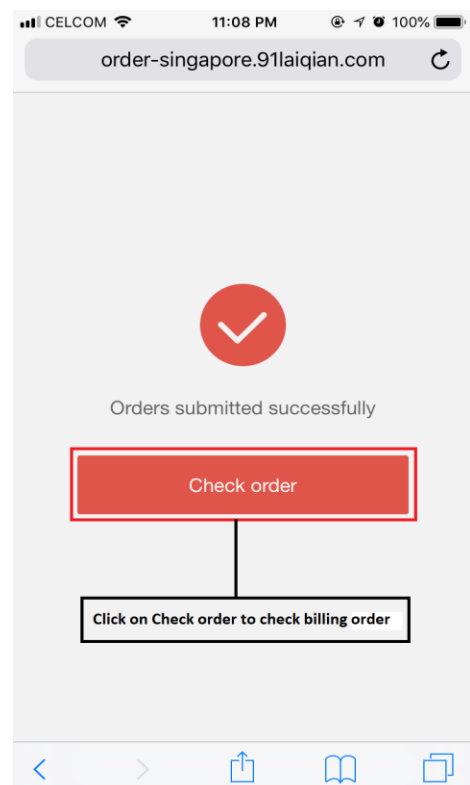 CELCOM 11:08 PM 100%
order-singapore.91laiqian.com
Orders submitted successfully
Check order
Click on Check order to check billing order